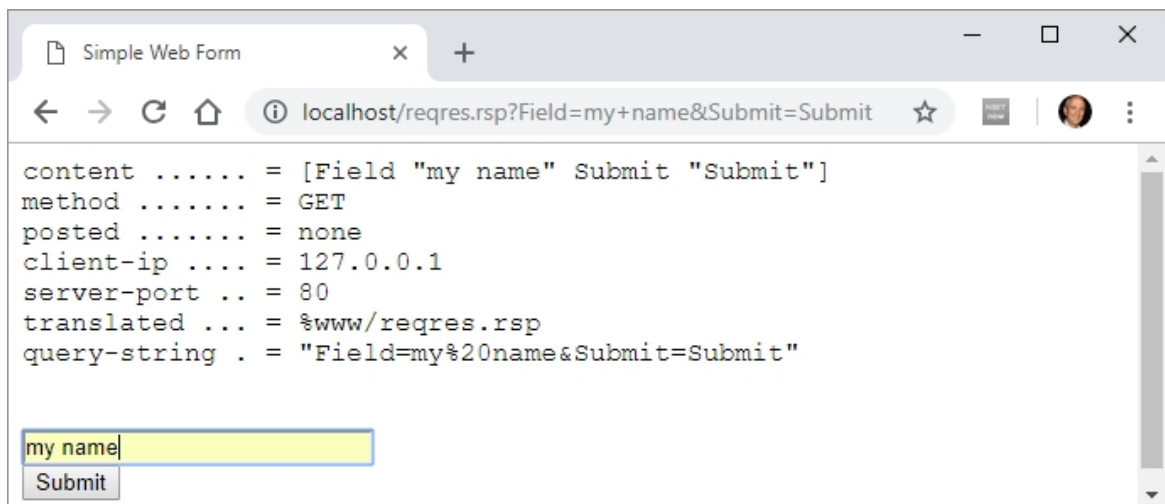 Simple Web Form
localhost/reqres.rsp?Field=my+name&Submit=Submit
content ...... = [Field "my name" Submit "Submit"]
method ....... = GET
posted ....... = none
client-ip .... = 127.0.0.1
server-port .. = 80
translated ... = %www/reqres.rsp
query-string . = "Field=my%20name&Submit=Submit"
my name
Submit